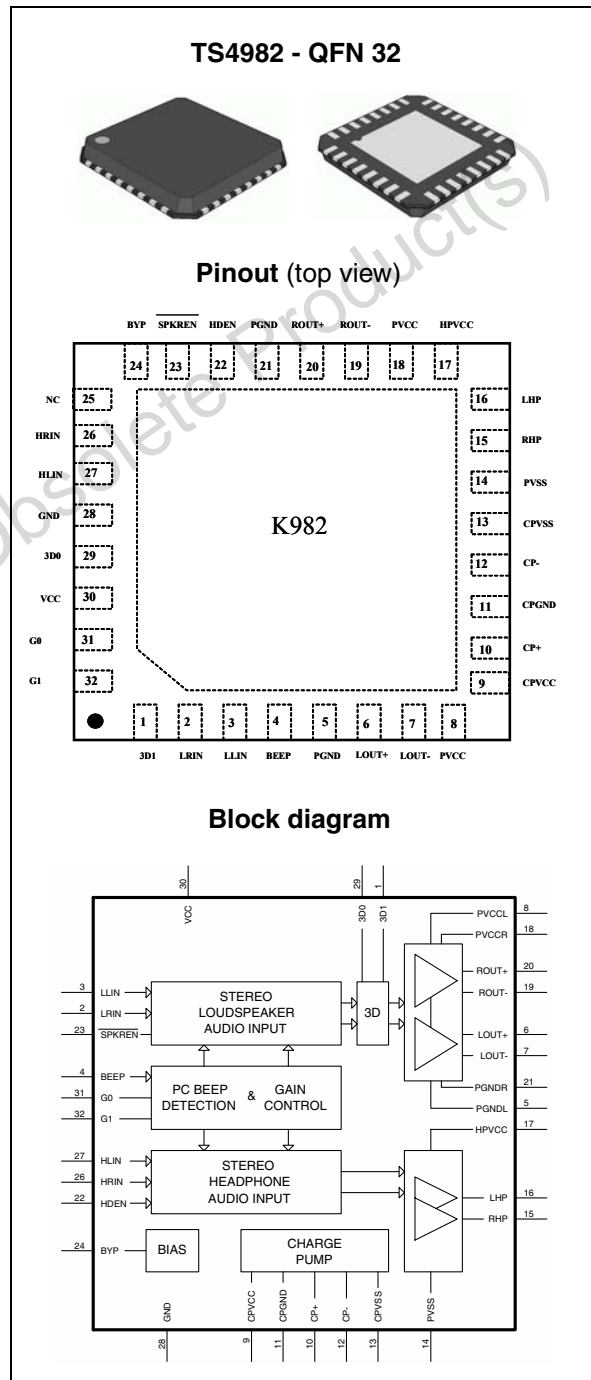 TS4982 - QFN 32
Obsolete Product(s)
Pinout (top view)
BYP SPKREN HDEN PGND ROUT+ ROUT- PVCC HPVCC
24 23 22 21 20 19 18 17
NC 25 16 LHP
HRIN 26 15 RHP
HLIN 27 14 PVSS
GND 28 13 CPVSS
K982
3D0 29 12 CP-
VCC 30 11 CPGND
G0 31 10 CP+
G1 32 9 CPVCC
1 2 3 4 5 6 7 8
3D1 LRIN LLIN BEEP PGND LOUT+ LOUT- PVCC
Block diagram
30 29 1
VCC 3D0 3D1
PVCCL 8
PVCCR 18
3 LLIN
2 LRIN
23 SPKREN
STEREO
LOUDSPEAKER
AUDIO INPUT
3D
ROUT+ 20
ROUT- 19
LOUT+ 6
LOUT- 7
4 BEEP
31 G0
32 G1
PC BEEP & GAIN
DETECTION CONTROL
PGNDR 21
PGNDL 5
HPVCC 17
27 HLIN
26 HRIN
22 HDEN
STEREO
HEADPHONE
AUDIO INPUT
LHP 16
RHP 15
24 BYP
BIAS
CHARGE
PUMP
GND CPVCC CPGND CP+ CP- CPVSS PVSS
28 9 11 10 12 13 14